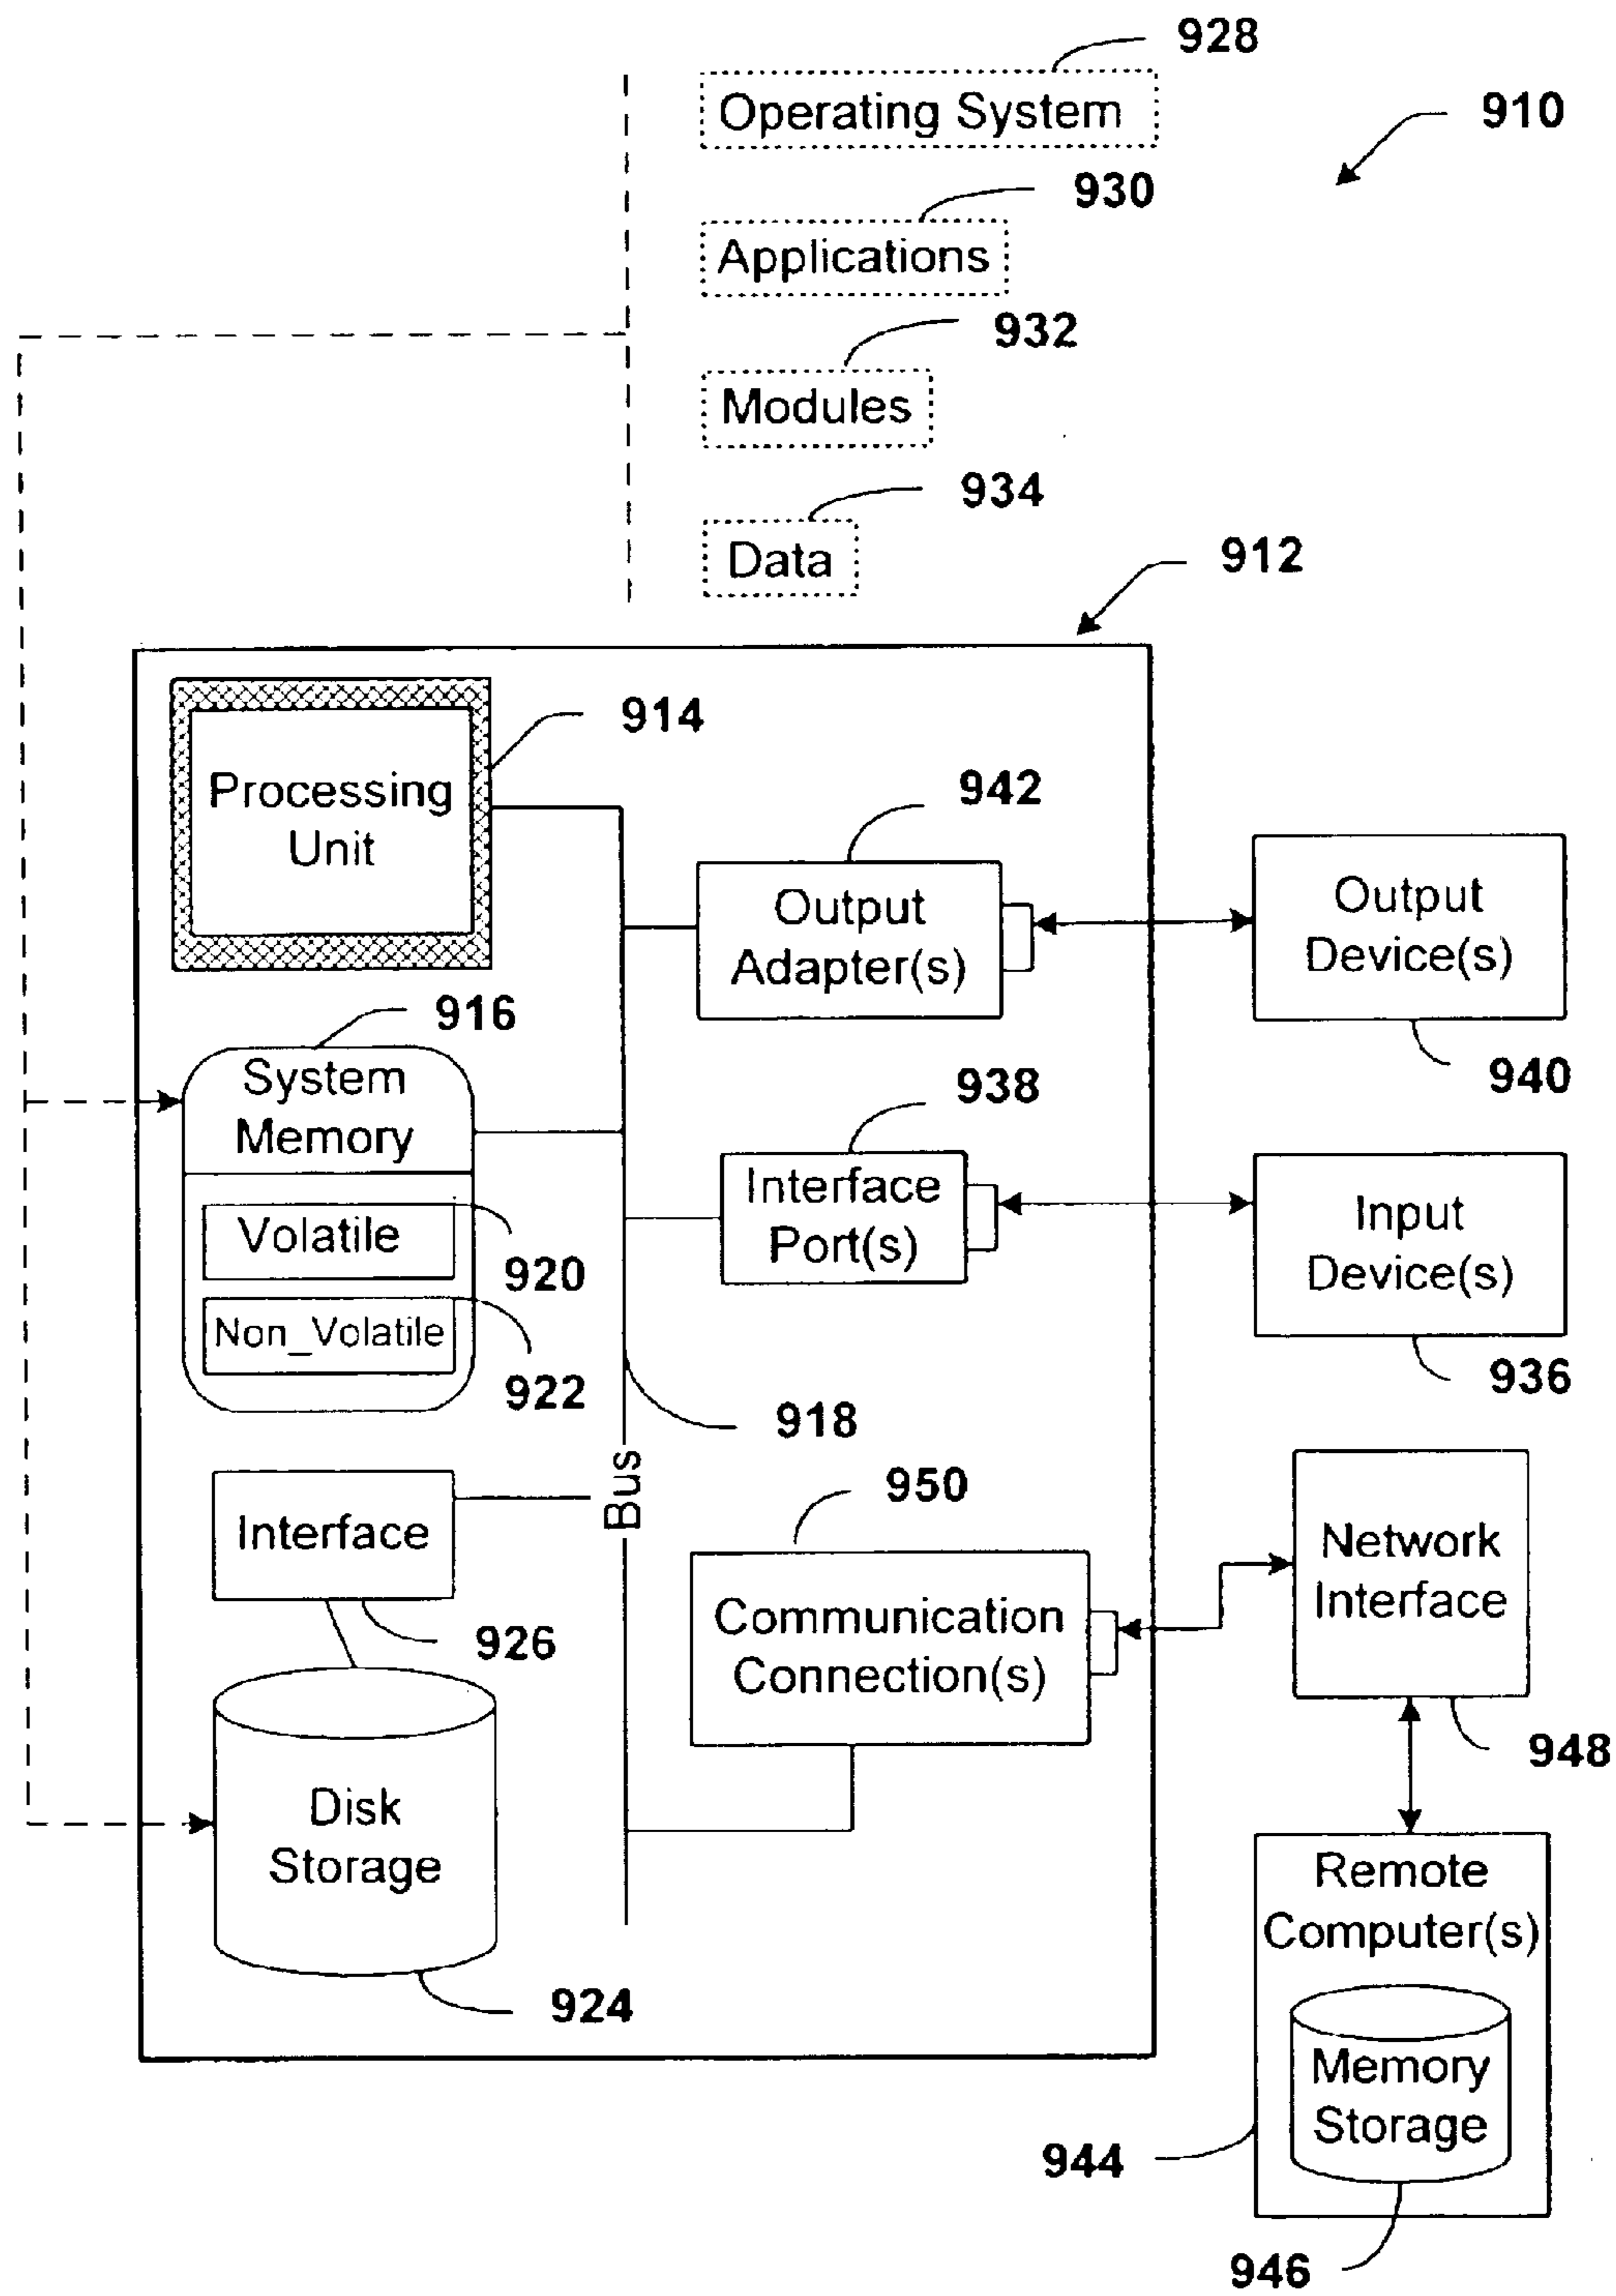 928
Operating System
910
930
Applications
932
Modules
934
Data
912
914
Processing
Unit
942
Output
Adapter(s)
Output
Device(s)
940
916
System
Memory
938
Interface
Port(s)
Input
Device(s)
936
Volatile
920
Non_Volatile
922
918
Bus
950
Interface
926
Communication
Connection(s)
Network
Interface
948
Disk
Storage
924
Remote
Computer(s)
Memory
Storage
944
946